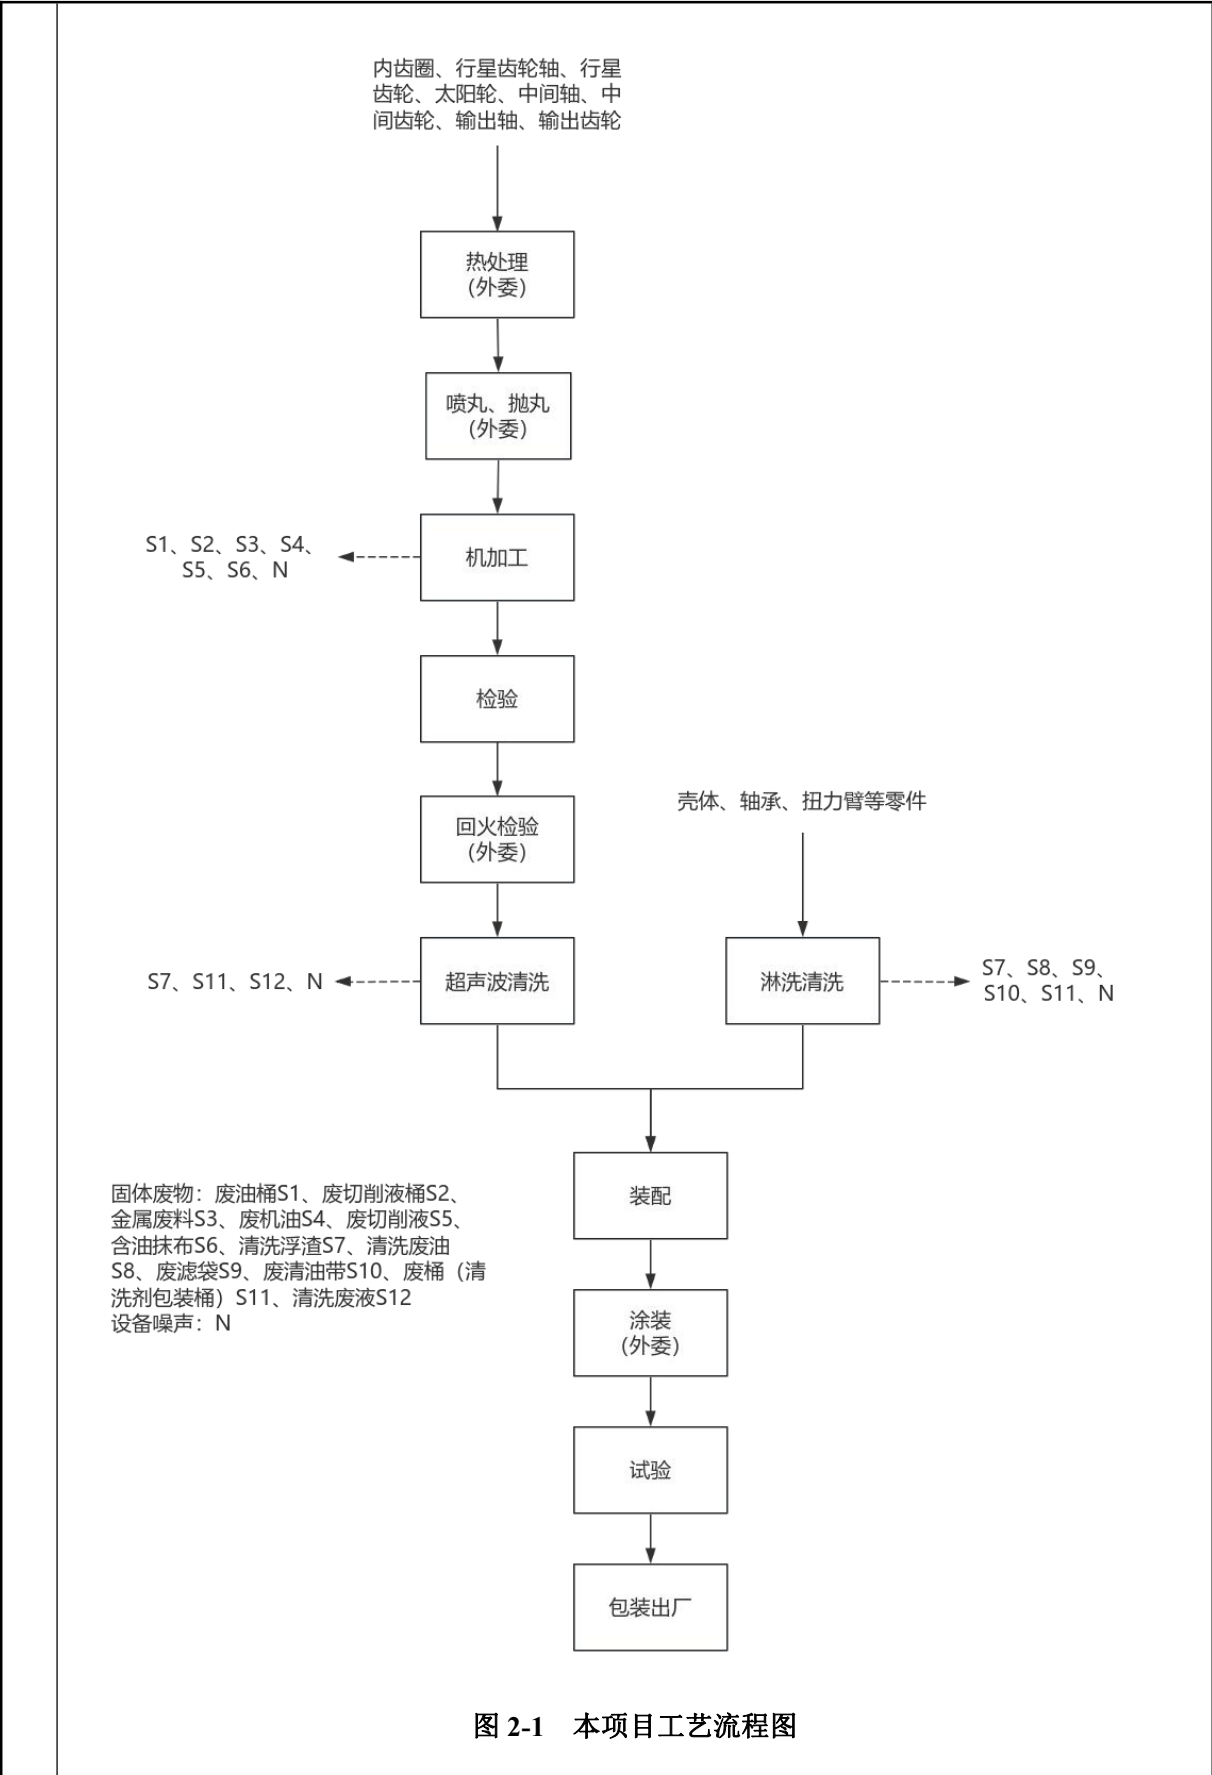 内齿圈、行星齿轮轴、行星
齿轮、太阳轮、中间轴、中
间齿轮、输出轴、输出齿轮
热处理
（外委）
喷丸、抛丸
（外委）
机加工
S1、S2、S3、S4、
S5、S6、N
检验
回火检验
（外委）
壳体、轴承、扭力臂等零件
超声波清洗
S7、S11、S12、N
淋洗清洗
S7、S8、S9、
S10、S11、N
装配
固体废物：废油桶S1、废切削液桶S2、
金属废料S3、废机油S4、废切削液S5、
含油抹布S6、清洗浮渣S7、清洗废油
S8、废滤袋S9、废清油带S10、废桶（清
洗剂包装桶）S11、清洗废液S12
设备噪声：N
涂装
（外委）
试验
包装出厂
图 2-1 本项目工艺流程图